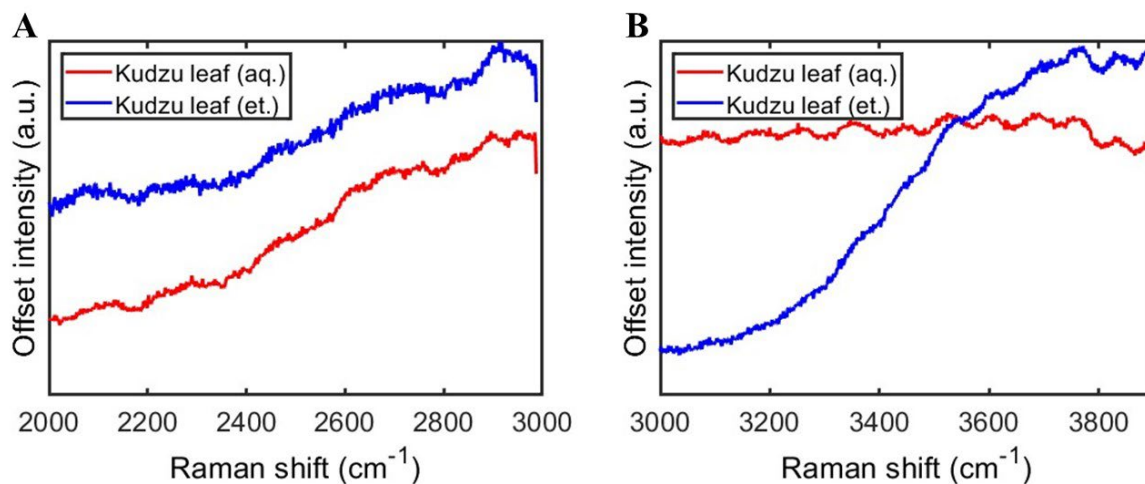 A
Kudzu leaf (aq.)
Kudzu leaf (et.)
Offset intensity (a.u.)
2000 2200 2400 2600 2800 3000
Raman shift (cm⁻¹)
B
Kudzu leaf (aq.)
Kudzu leaf (et.)
Offset intensity (a.u.)
3000 3200 3400 3600 3800
Raman shift (cm⁻¹)